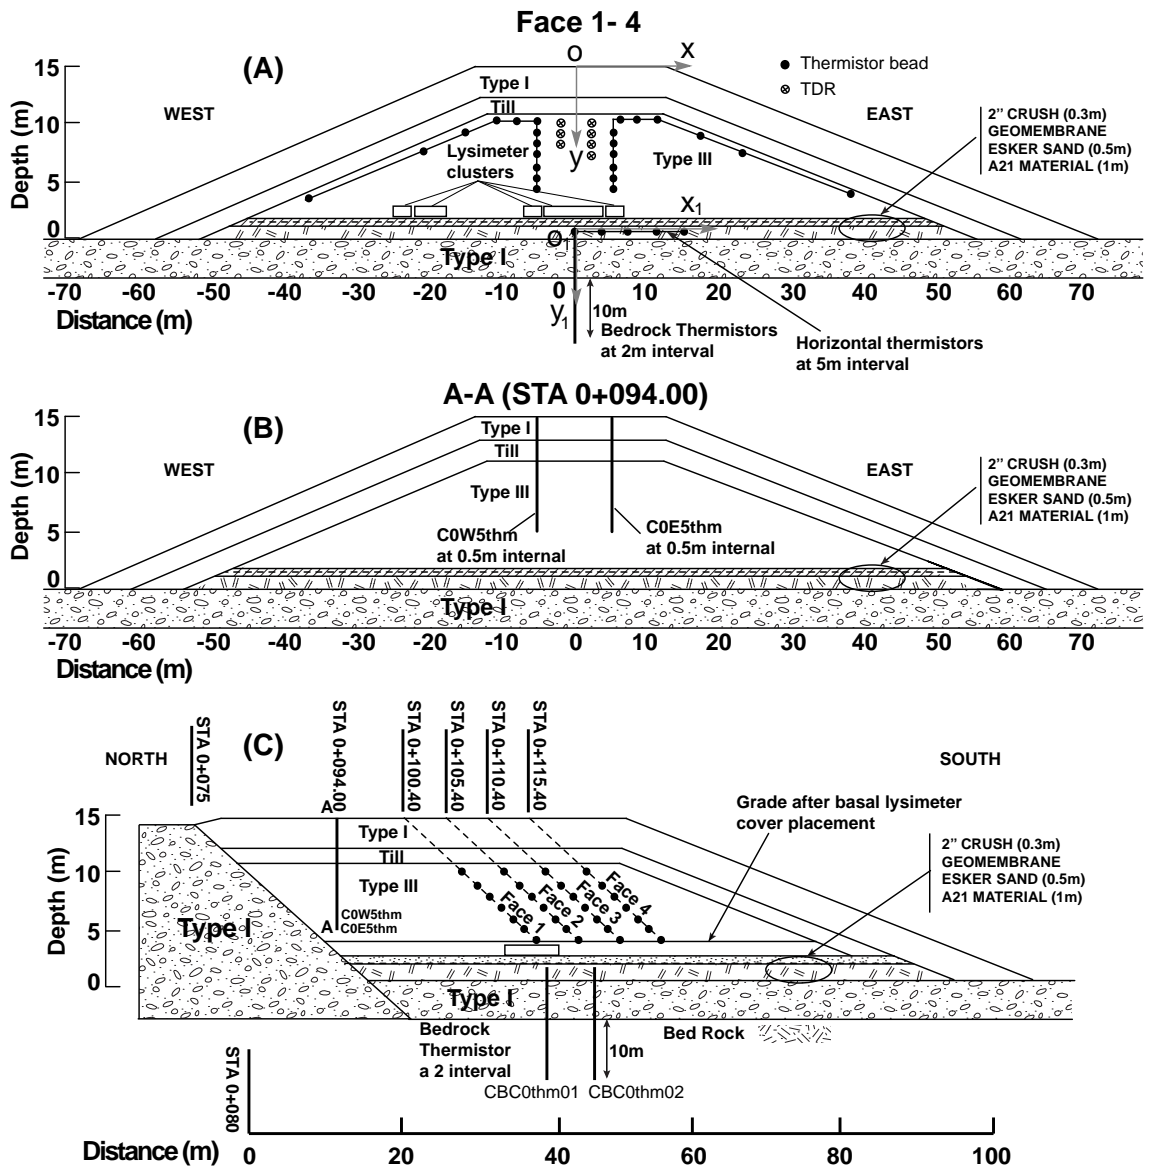 Face 1- 4
(A)
O
X
Thermistor bead
TDR
15
10
5
0
Depth (m)
WEST
EAST
Type I
Till
Type III
Lysimeter
clusters
2’’ CRUSH (0.3m)
GEOMEMBRANE
ESKER SAND (0.5m)
A21 MATERIAL (1m)
y
X1
O1
Type I
-70 -60 -50 -40 -30 -20 -10 0 10 20 30 40 50 60 70
Distance (m)
y1
10m
Bedrock Thermistors
at 2m interval
Horizontal thermistors
at 5m interval
A-A (STA 0+094.00)
(B)
15
10
5
0
Depth (m)
WEST
EAST
Type I
Till
Type III
C0W5thm
at 0.5m internal
C0E5thm
at 0.5m internal
2’’ CRUSH (0.3m)
GEOMEMBRANE
ESKER SAND (0.5m)
A21 MATERIAL (1m)
Type I
-70 -60 -50 -40 -30 -20 -10 0 10 20 30 40 50 60 70
Distance (m)
(C)
NORTH
SOUTH
STA 0+075
STA 0+094.00
STA 0+100.40
STA 0+105.40
STA 0+110.40
STA 0+115.40
A
15
10
5
0
Depth (m)
Type I
Till
Type III
A
C0W5thm
C0E5thm
Face 1
Face 2
Face 3
Face 4
Grade after basal lysimeter
cover placement
2’’ CRUSH (0.3m)
GEOMEMBRANE
ESKER SAND (0.5m)
A21 MATERIAL (1m)
Type I
Type I
Bedrock
Thermistor
a 2 interval
10m
Bed Rock
CBC0thm01
CBC0thm02
STA 0+080
Distance (m)
0 20 40 60 80 100